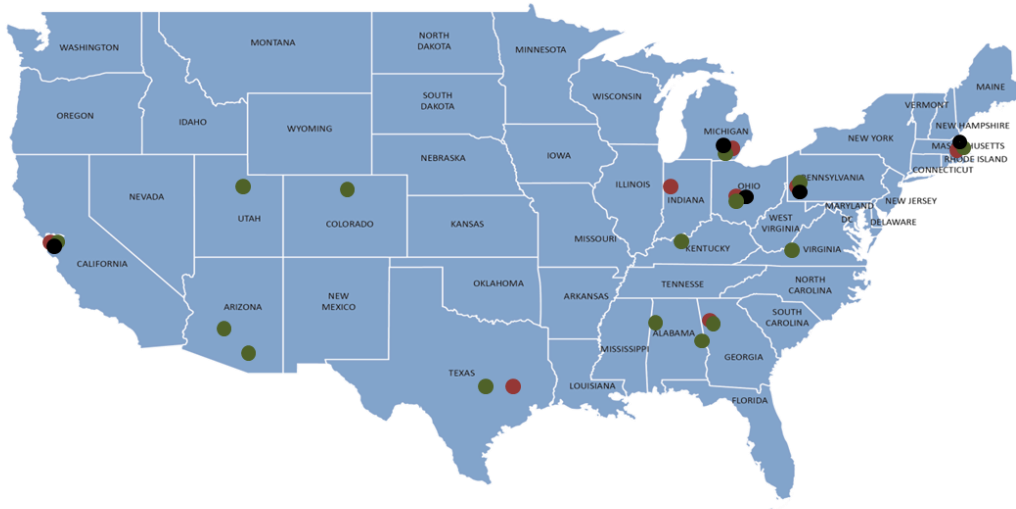 WASHINGTON
MONTANA
NORTH
DAKOTA
MINNESOTA
MAINE
OREGON
IDAHO
SOUTH
DAKOTA
WISCONSIN
VERMONT
WYOMING
MICHIGAN
NEW YORK
NEW HAMPSHIRE
MASSACHUSETTS
RHODE ISLAND
CONNECTICUT
NEBRASKA
IOWA
NEVADA
UTAH
COLORADO
ILLINOIS
INDIANA
OHIO
PENNSYLVANIA
NEW JERSEY
KANSAS
MISSOURI
WEST
VIRGINIA
MARYLAND
DC
DELAWARE
CALIFORNIA
KENTUCKY
VIRGINIA
ARIZONA
NEW
MEXICO
OKLAHOMA
ARKANSAS
TENNESSE
NORTH
CAROLINA
SOUTH
CAROLINA
MISSISSIPPI
ALABAMA
GEORGIA
TEXAS
LOUISIANA
FLORIDA